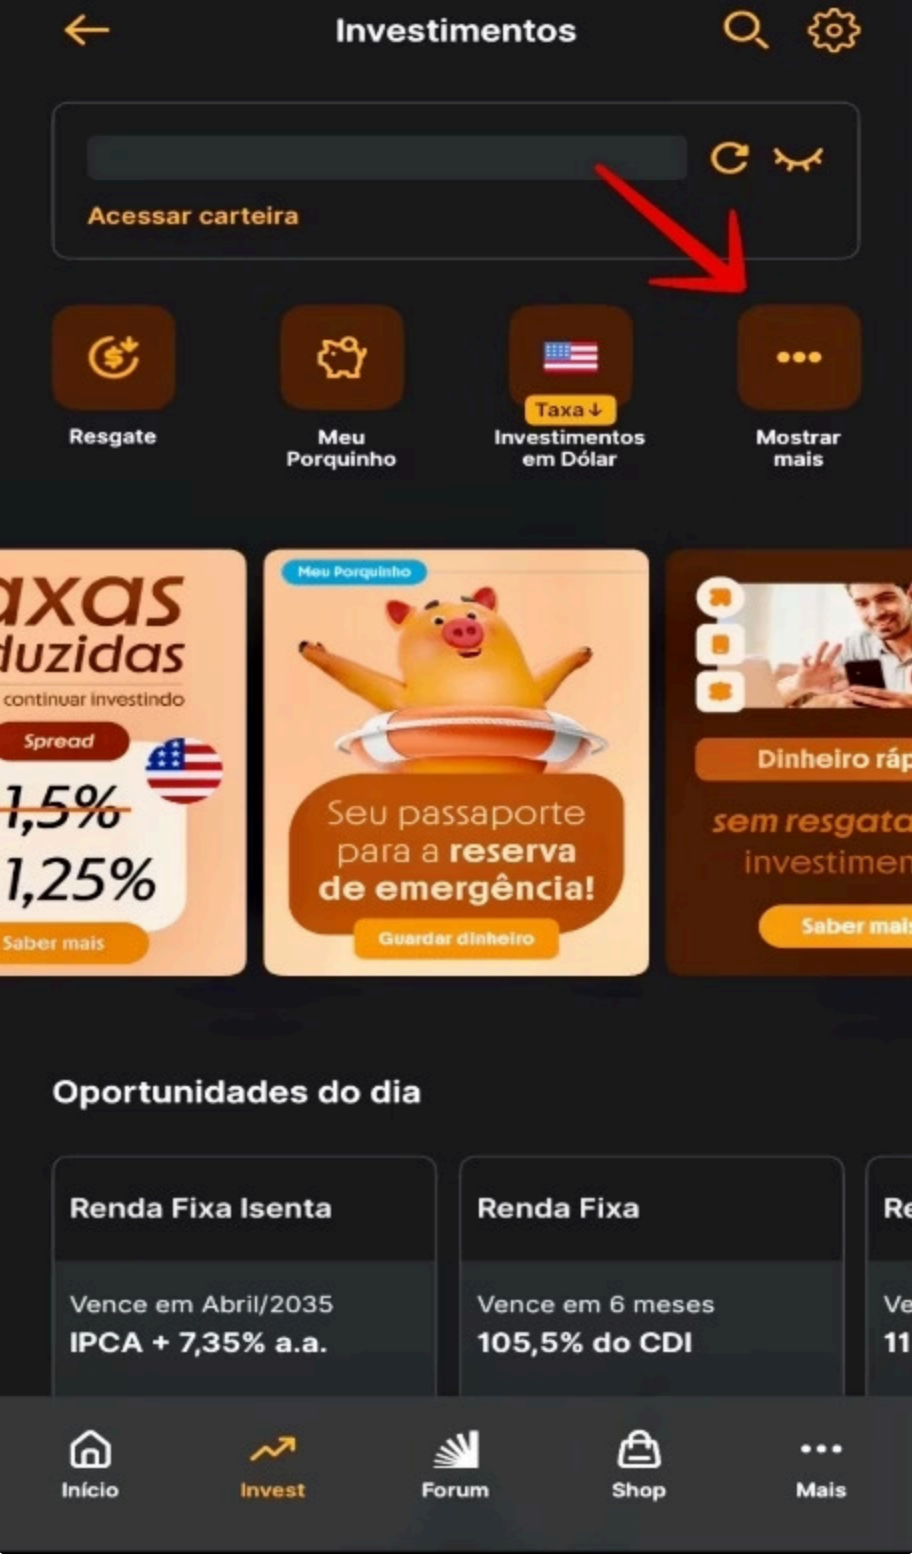 Investimentos
Acessar carteira
Resgate
Meu
Porquinho
Taxa↓
Investimentos
em Dólar
Mostrar
mais
axas
duzidas
continuar investindo
Spread
1,5%
1,25%
Saber mais
Meu Porquinho
Seu passaporte
para a reserva
de emergência!
Guardar dinheiro
Dinheiro ráp
sem resgata
investimen
Saber mais
Oportunidades do dia
Renda Fixa Isenta
Vence em Abril/2035
IPCA + 7,35% a.a.
Renda Fixa
Vence em 6 meses
105,5% do CDI
Re
Ve
11
Início
Invest
Forum
Shop
Mais